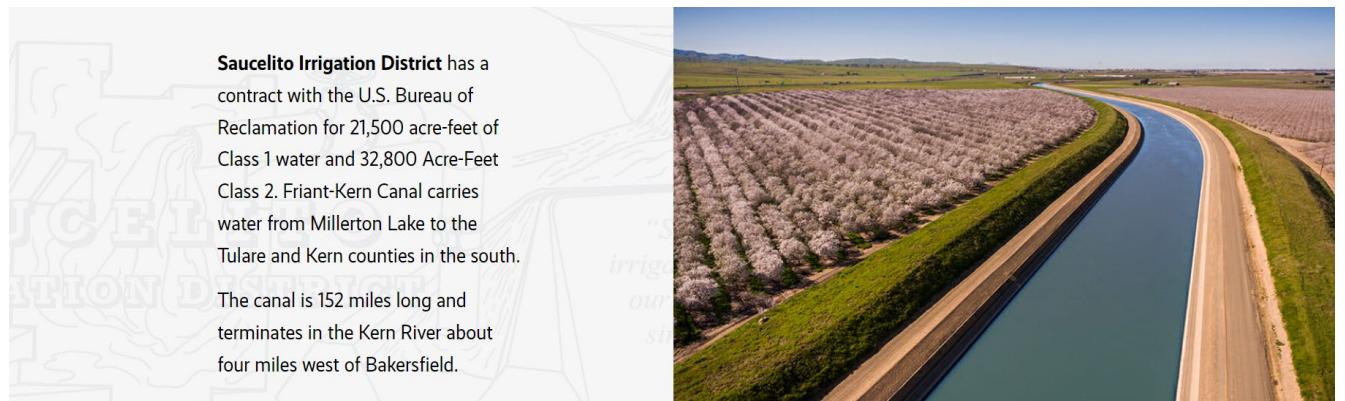 Saucelito Irrigation District has a
contract with the U.S. Bureau of
Reclamation for 21,500 acre-feet of
Class 1 water and 32,800 Acre-Feet
Class 2. Friant-Kern Canal carries
water from Millerton Lake to the
Tulare and Kern counties in the south.
The canal is 152 miles long and
terminates in the Kern River about
four miles west of Bakersfield.